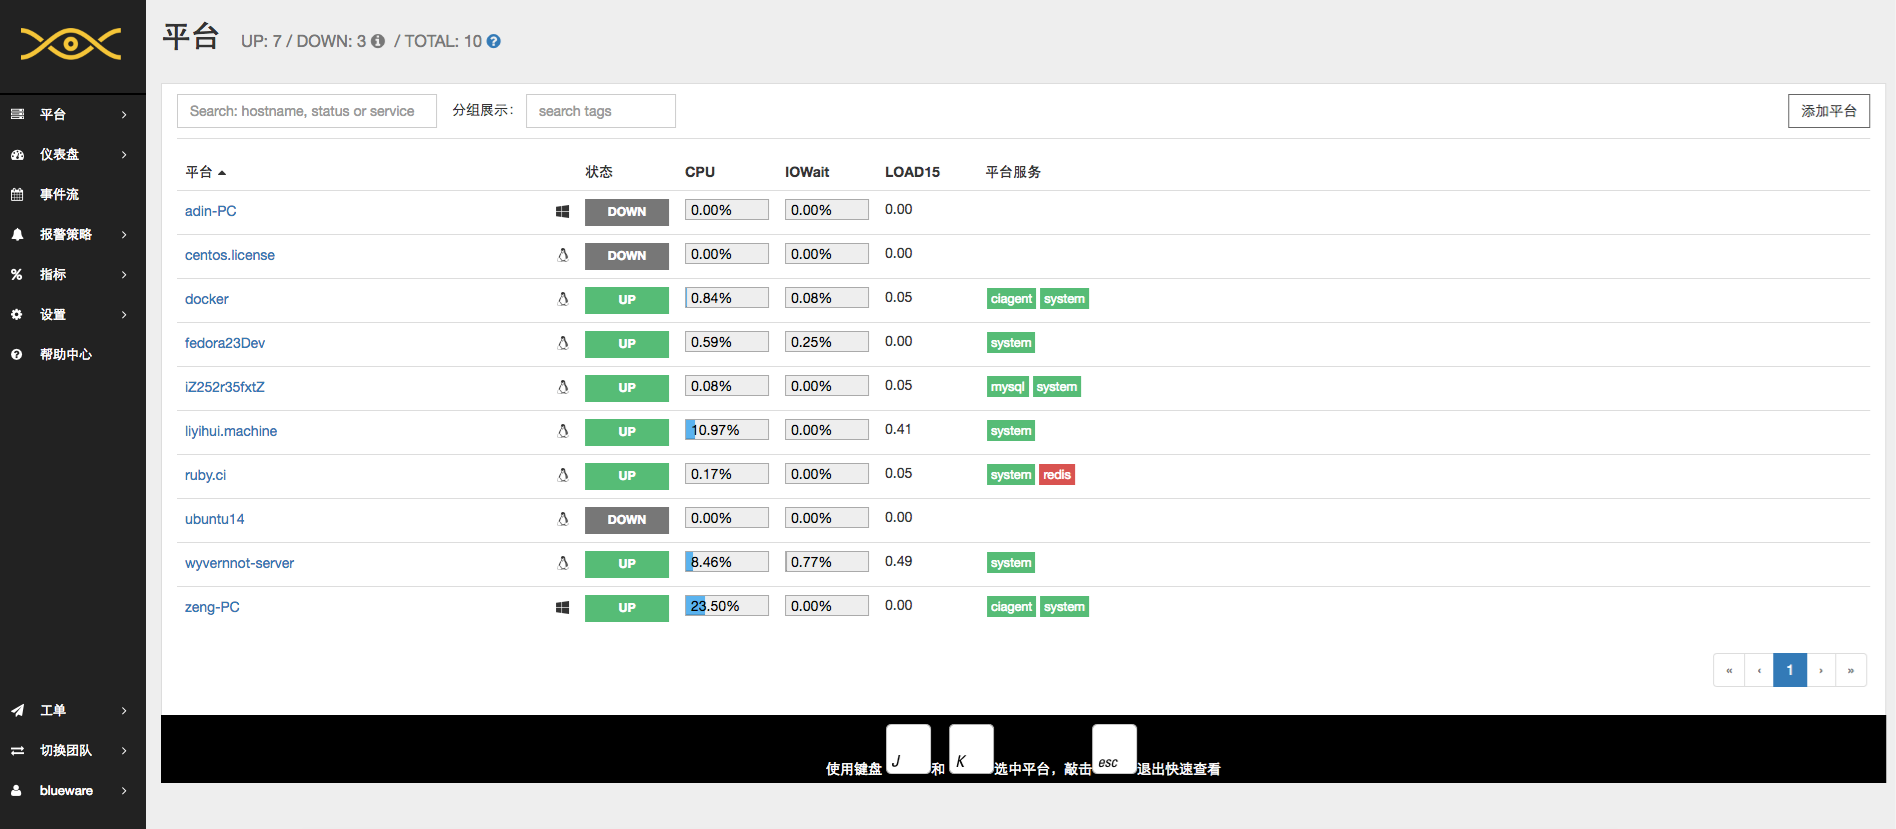 平台 UP: 7 / DOWN: 3 / TOTAL: 10
平台
仪表盘
事件流
报警策略
指标
设置
帮助中心
工单
切换团队
blueware
Search: hostname, status or service 分组展示： search tags 添加平台
平台 状态 CPU IOWait LOAD15 平台服务
adin-PC DOWN 0.00% 0.00% 0.00
centos.license DOWN 0.00% 0.00% 0.00
docker UP 0.84% 0.08% 0.05 ciagent system
fedora23Dev UP 0.59% 0.25% 0.00 system
iZ252r35fxtZ UP 0.08% 0.00% 0.05 mysql system
liyihui.machine UP 10.97% 0.00% 0.41 system
ruby.ci UP 0.17% 0.00% 0.05 system redis
ubuntu14 DOWN 0.00% 0.00% 0.00
wyvernnot-server UP 8.46% 0.77% 0.49 system
zeng-PC UP 23.50% 0.00% 0.00 ciagent system
« ‹ 1 › »
使用键盘 J 和 K 选中平台，敲击 esc 退出快速查看